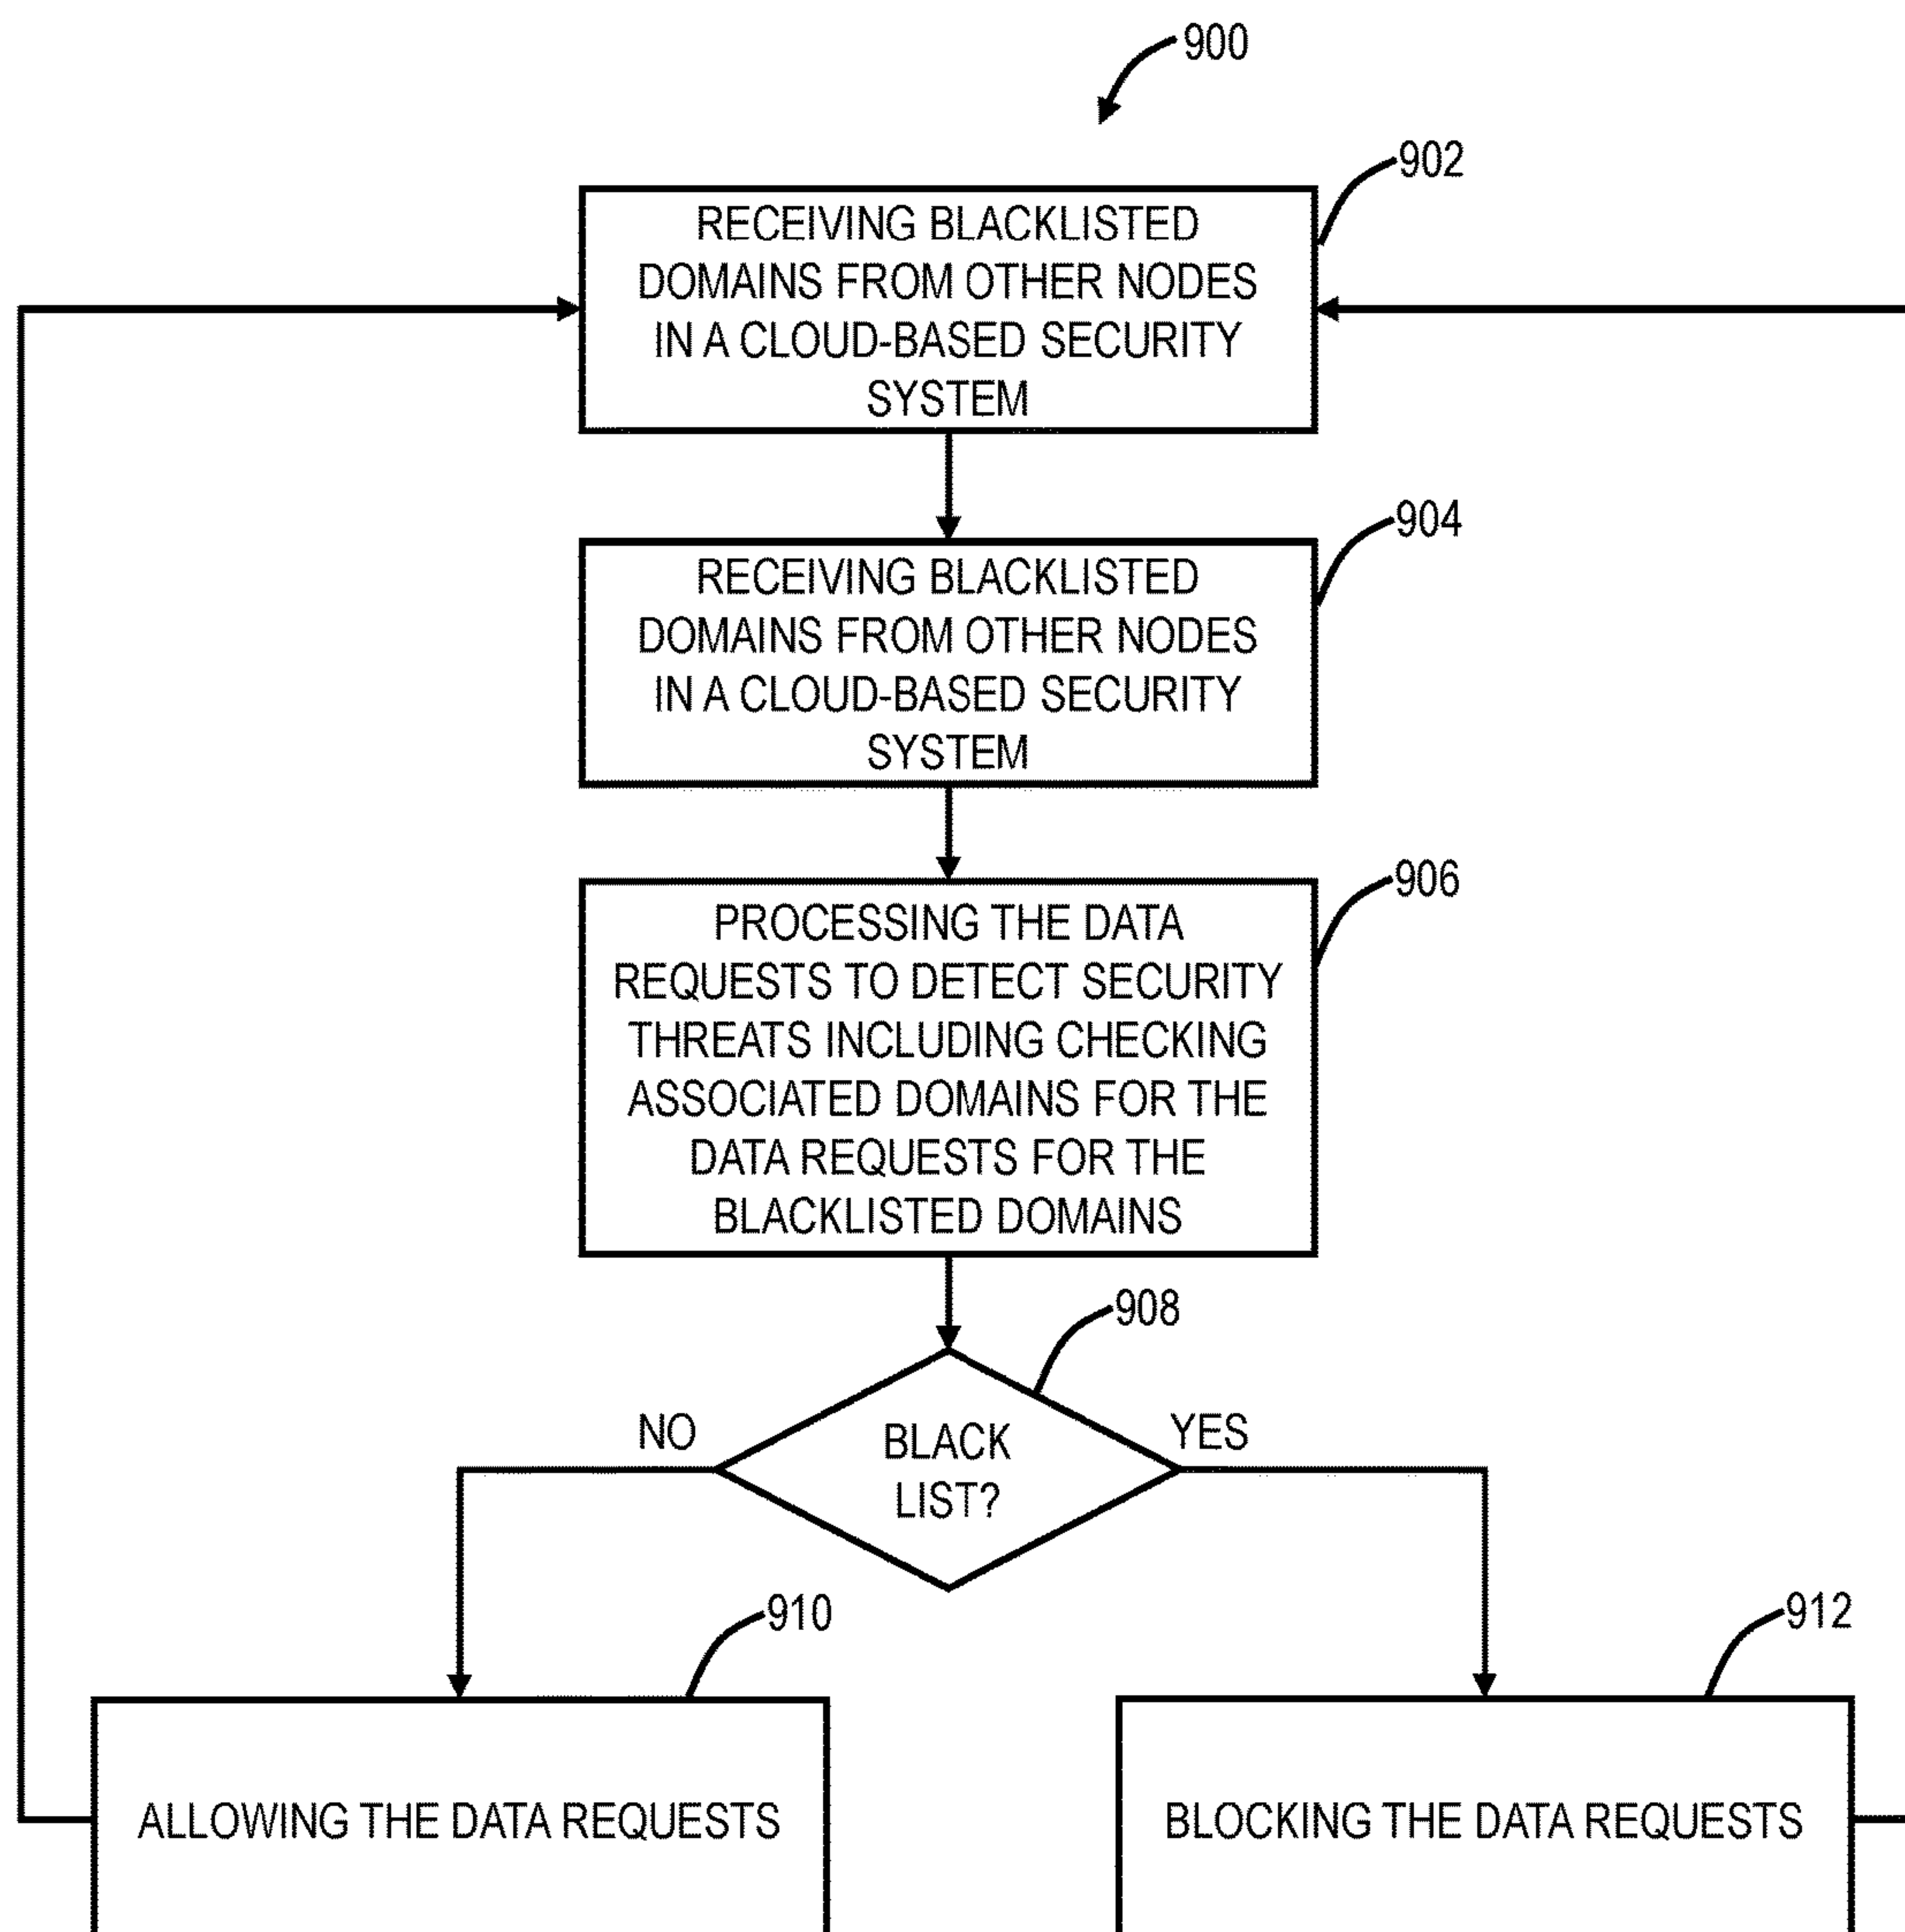 900
902
RECEIVING BLACKLISTED
DOMAINS FROM OTHER NODES
IN A CLOUD-BASED SECURITY
SYSTEM
904
RECEIVING BLACKLISTED
DOMAINS FROM OTHER NODES
IN A CLOUD-BASED SECURITY
SYSTEM
906
PROCESSING THE DATA
REQUESTS TO DETECT SECURITY
THREATS INCLUDING CHECKING
ASSOCIATED DOMAINS FOR THE
DATA REQUESTS FOR THE
BLACKLISTED DOMAINS
908
NO
BLACK
LIST?
YES
910
912
ALLOWING THE DATA REQUESTS
BLOCKING THE DATA REQUESTS